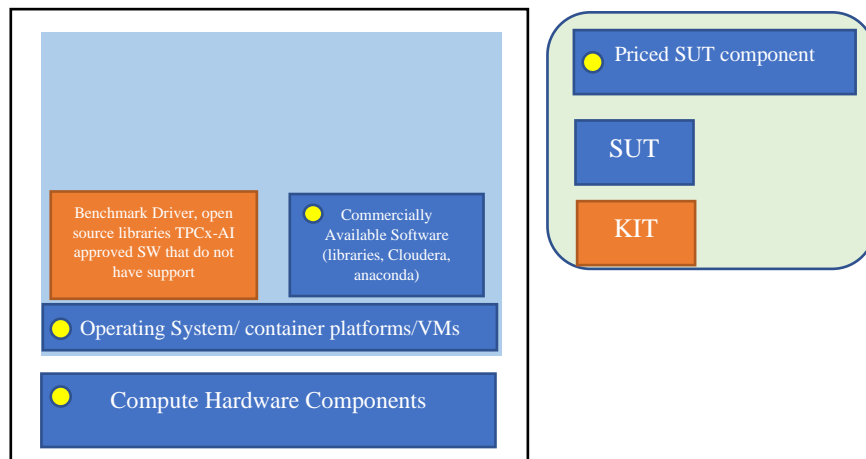 Benchmark Driver, open
source libraries TPCx-AI
approved SW that do not
have support
Commercially
Available Software
(libraries, Cloudera,
anaconda)
Operating System/ container platforms/VMs
Compute Hardware Components
Priced SUT component
SUT
KIT